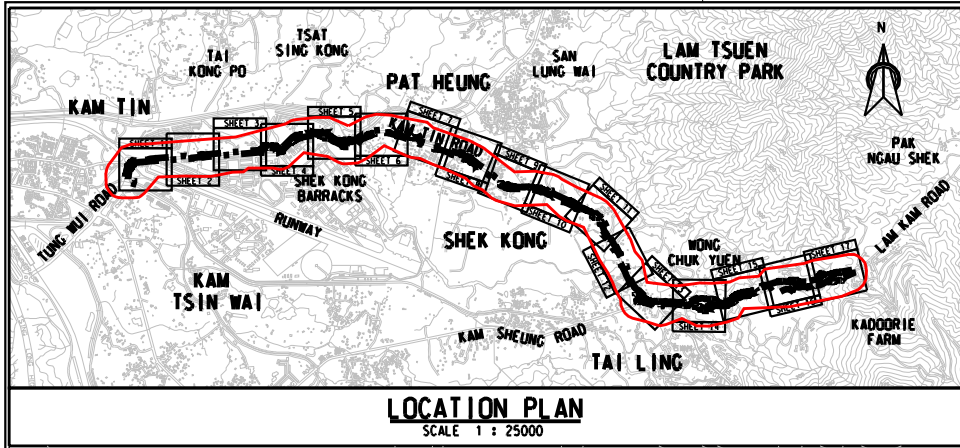 TSAT
SING KONG
TAI
KONG PO
SAN
LUNG WAI
LAM TSUEN
COUNTRY PARK
N
PAT HEUNG
KAM TIN
SHEET 3
SHEET 5
SHEET 7
KAM TIN ROAD
PAK
NGAU SHEK
SHEET
SHEET 2
SHEET 4
SHEET 6
SHEET
SHEET 9
SHEK KONG
BARRACKS
TUNG WUI ROAD
RUNWAY
SHEET 10
SHEET 11
LAM KAM ROAD
SHEK KONG
WONG
CHUK YUEN
SHEET 15
SHEET 17
KAM
TSIN WAI
SHEET 12
SHEET
SHEET 14
SHEET
KAM SHEUNG ROAD
KADOORIE
FARM
TAI LING
LOCATION PLAN
SCALE 1 : 25000